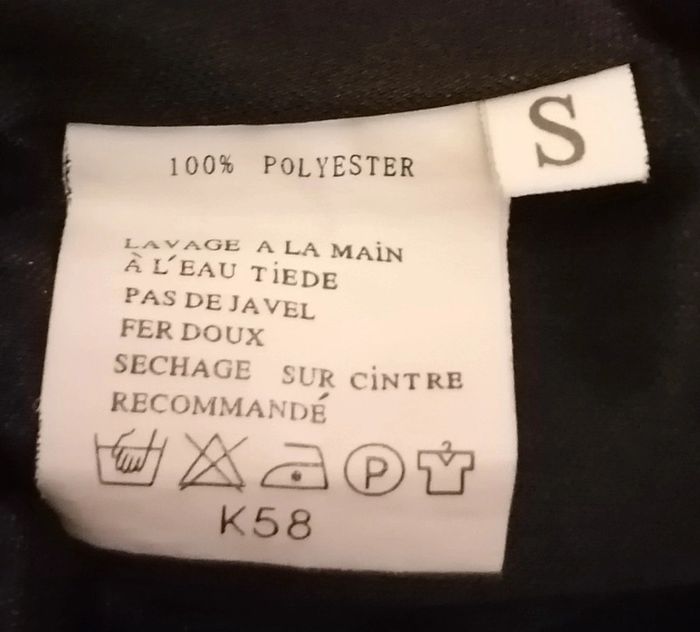 S
100% POLYESTER
LAVAGE A LA MAiN
À L'EAU TiEDE
PAS DE JAVEL
FER DOUX
SECHAGE SUR CiNTRE
RECOMMANDÉ
P
K58